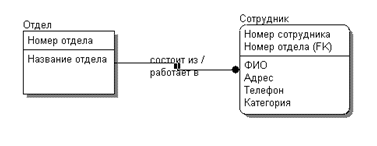 Отдел
Номер отдела
Название отдела
состоит из /
работает в
Сотрудник
Номер сотрудника
Номер отдела (FK)
ФИО
Адрес
Телефон
Категория